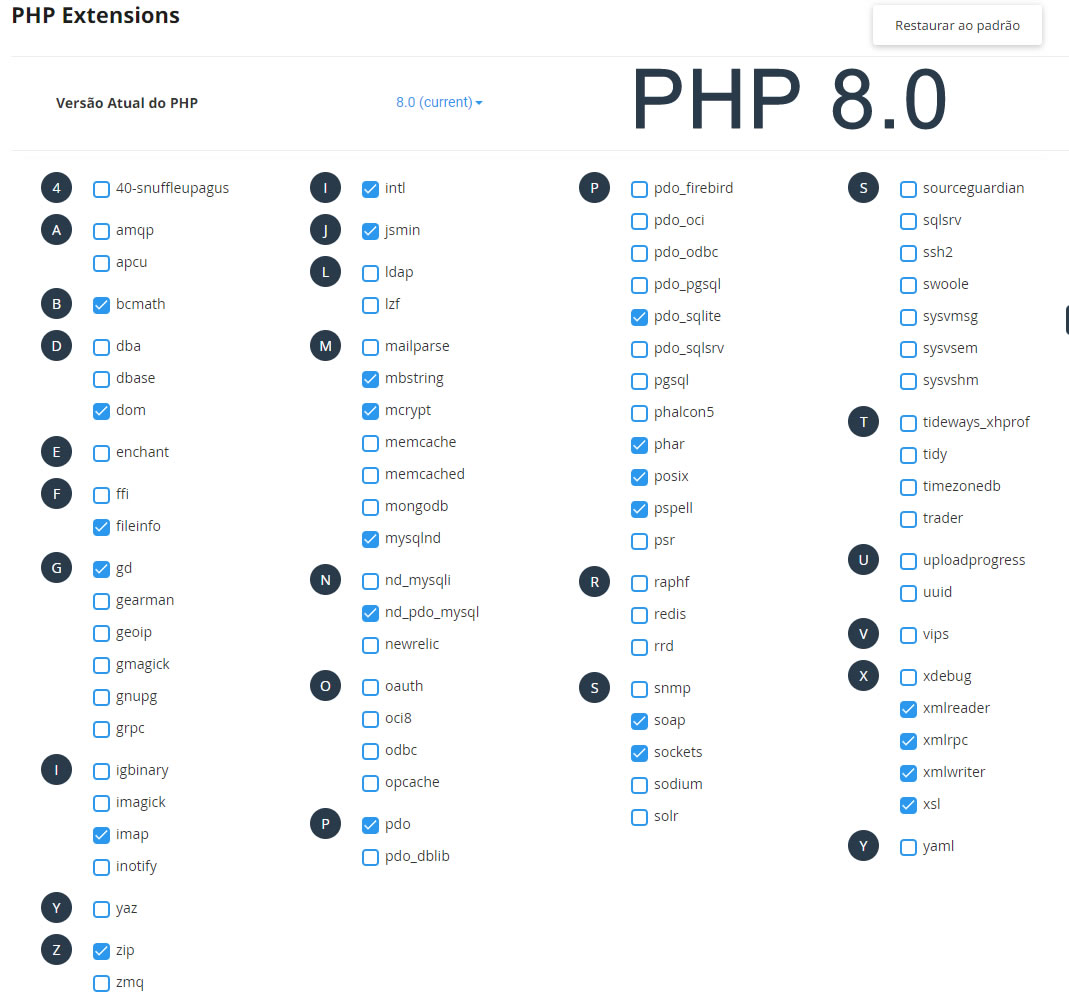 PHP Extensions
Restaurar ao padrão
Versão Atual do PHP
8.0 (current)
PHP 8.0
4
40-snuffleupagus
A
amqp
apcu
B
bcmath
D
dba
dbase
dom
E
enchant
F
ffi
fileinfo
G
gd
gearman
geoip
gmagick
gnupg
grpc
I
igbinary
imagick
imap
inotify
Y
yaz
Z
zip
zmq
I
intl
J
jsmin
L
ldap
lzf
M
mailparse
mbstring
mcrypt
memcache
memcached
mongodb
mysqlnd
N
nd_mysqli
nd_pdo_mysql
newrelic
O
oauth
oci8
odbc
opcache
P
pdo
pdo_dblib
P
pdo_firebird
pdo_oci
pdo_odbc
pdo_pgsql
pdo_sqlite
pdo_sqlsrv
pgsql
phalcon5
phar
posix
pspell
psr
R
raphf
redis
rrd
S
snmp
soap
sockets
sodium
solr
S
sourceguardian
sqlsrv
ssh2
swoole
sysvmsg
sysvsem
sysvshm
T
tideways_xhprof
tidy
timezonedb
trader
U
uploadprogress
uuid
V
vips
X
xdebug
xmlreader
xmlrpc
xmlwriter
xsl
Y
yaml